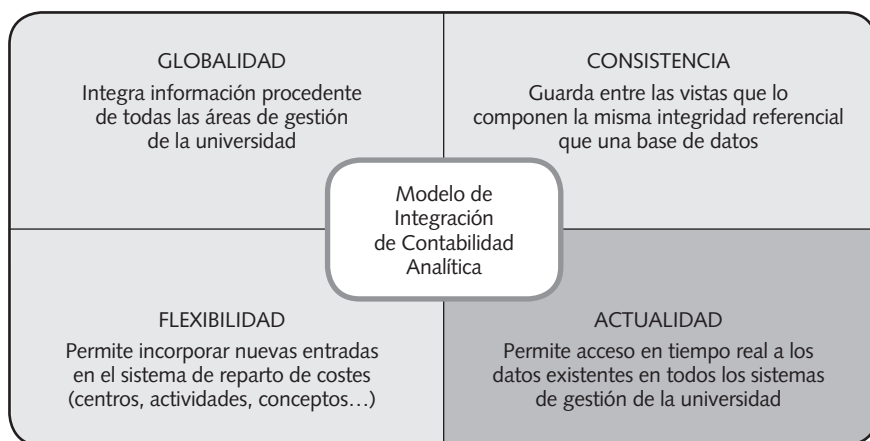 GLOBALIDAD
Integra información procedente
de todas las áreas de gestión
de la universidad
CONSISTENCIA
Guarda entre las vistas que lo
componen la misma integridad referencial
que una base de datos
Modelo de
Integración
de Contabilidad
Analítica
FLEXIBILIDAD
Permite incorporar nuevas entradas
en el sistema de reparto de costes
(centros, actividades, conceptos…)
ACTUALIDAD
Permite acceso en tiempo real a los
datos existentes en todos los sistemas
de gestión de la universidad